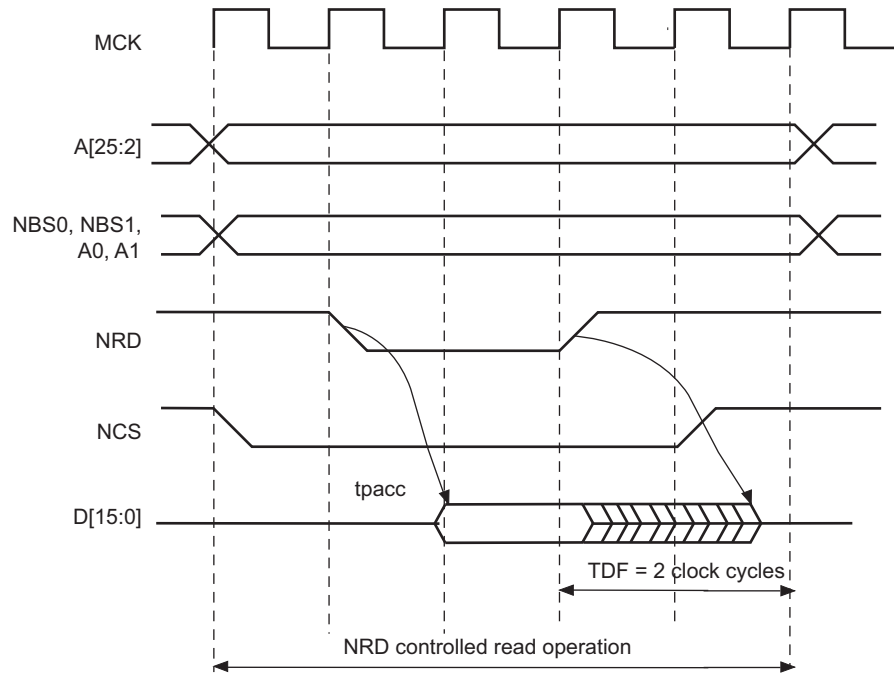 MCK
A[25:2]
NBS0, NBS1,
A0, A1
NRD
NCS
tpacc
D[15:0]
TDF = 2 clock cycles
NRD controlled read operation